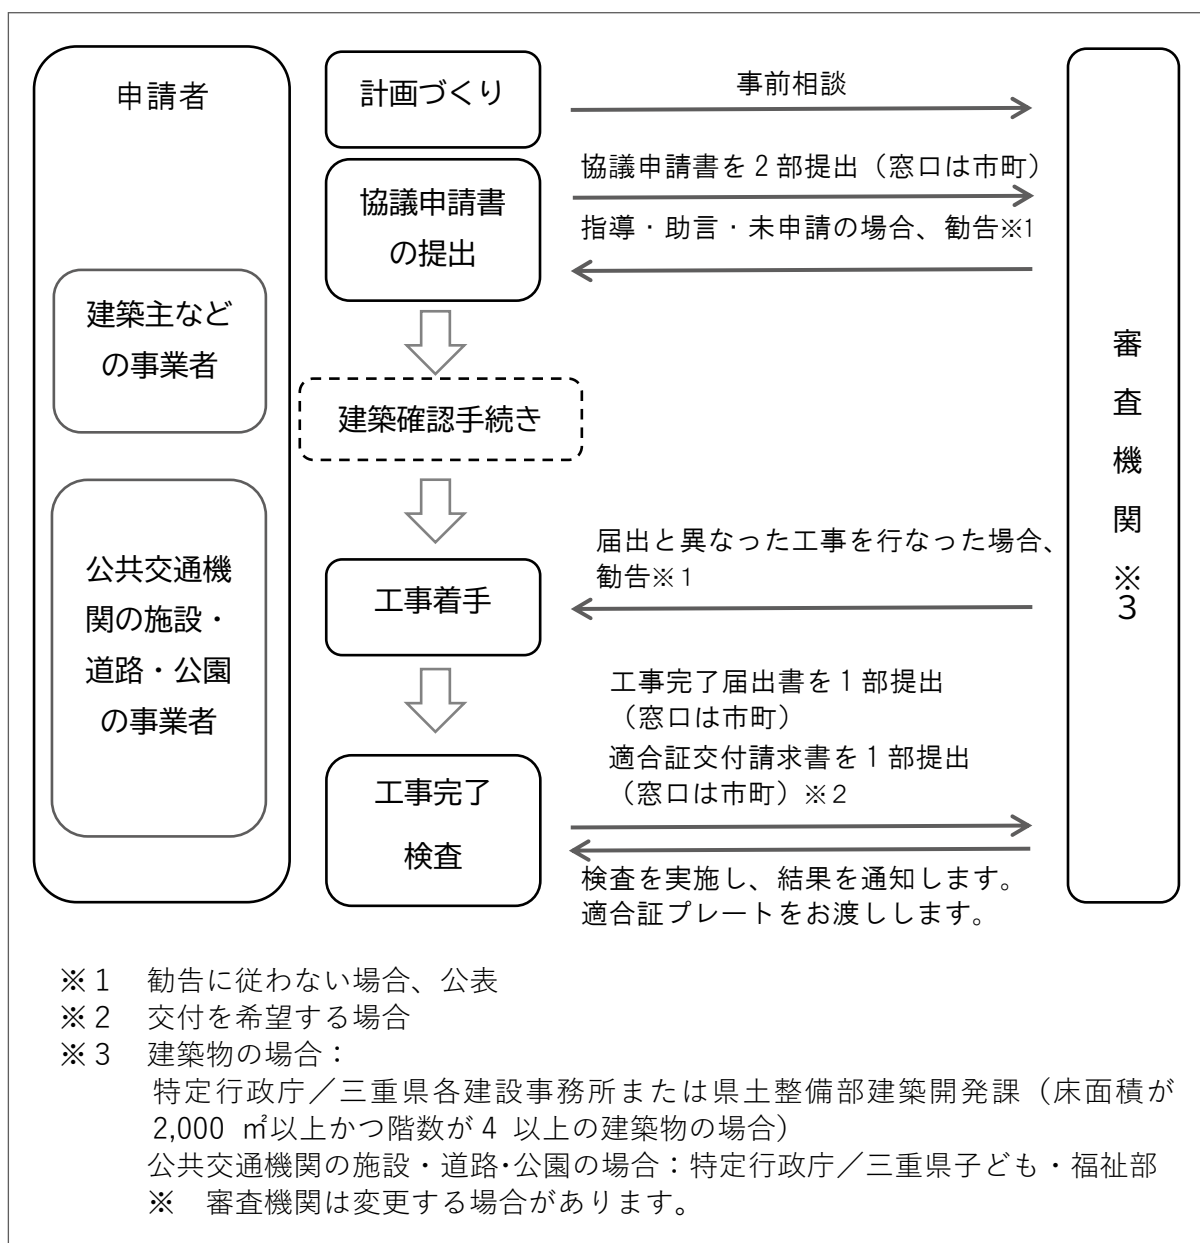 申請者
建築主など
の事業者
公共交通機
関の施設・
道路・公園
の事業者
計画づくり
事前相談
協議申請書
の提出
協議申請書を2部提出（窓口は市町）
指導・助言・未申請の場合、勧告※1
建築確認手続き
工事着手
届出と異なった工事を行なった場合、
勧告※1
工事完了
検査
工事完了届出書を1部提出
（窓口は市町）
適合証交付請求書を1部提出
（窓口は市町）※2
検査を実施し、結果を通知します。
適合証プレートをお渡しします。
審査機関※3
※1　勧告に従わない場合、公表
※2　交付を希望する場合
※3　建築物の場合：
特定行政庁／三重県各建設事務所または県土整備部建築開発課（床面積が
2,000 ㎡以上かつ階数が4 以上の建築物の場合）
公共交通機関の施設・道路・公園の場合：特定行政庁／三重県子ども・福祉部
※　審査機関は変更する場合があります。